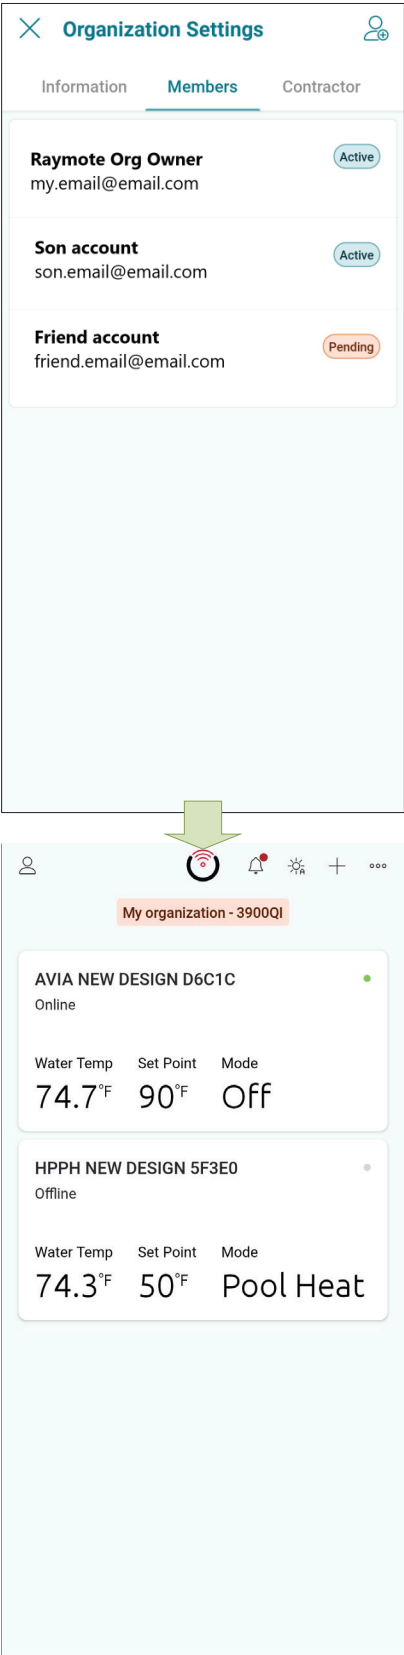 Organization Settings
Information Members Contractor
Raymote Org Owner Active
my.email@email.com
Son account Active
son.email@email.com
Friend account Pending
friend.email@email.com
My organization - 3900QI
AVIA NEW DESIGN D6C1C
Online
Water Temp Set Point Mode
74.7°F 90°F Off
HPPH NEW DESIGN 5F3E0
Offline
Water Temp Set Point Mode
74.3°F 50°F Pool Heat